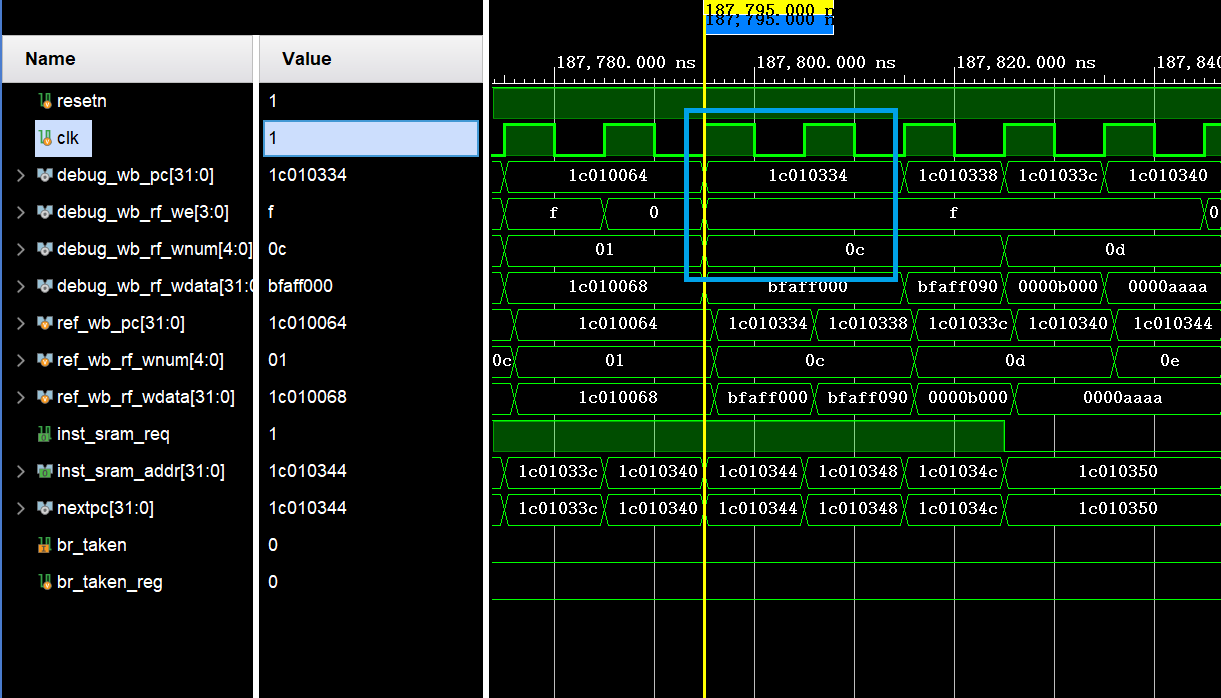 187,795.000 n
187,795.000 n
Name Value
187,780.000 ns 187,800.000 ns 187,820.000 ns 187,840
resetn 1
clk 1
debug_wb_pc[31:0] 1c010334 1c010064 1c010334 1c010338 1c01033c 1c010340
debug_wb_rf_we[3:0] f f 0 f 0
debug_wb_rf_wnum[4:0] 0c 01 0c 0d
debug_wb_rf_wdata[31:0 bfaff000 1c010068 bfaff000 bfaff090 0000b000 0000aaaa
ref_wb_pc[31:0] 1c010064 1c010064 1c010334 1c010338 1c01033c 1c010340 1c010344
ref_wb_rf_wnum[4:0] 01 0c 01 0c 0d 0e
ref_wb_rf_wdata[31:0] 1c010068 1c010068 bfaff000 bfaff090 0000b000 0000aaaa
inst_sram_req 1
inst_sram_addr[31:0] 1c010344 1c01033c 1c010340 1c010344 1c010348 1c01034c 1c010350
nextpc[31:0] 1c010344 1c01033c 1c010340 1c010344 1c010348 1c01034c 1c010350
br_taken 0
br_taken_reg 0